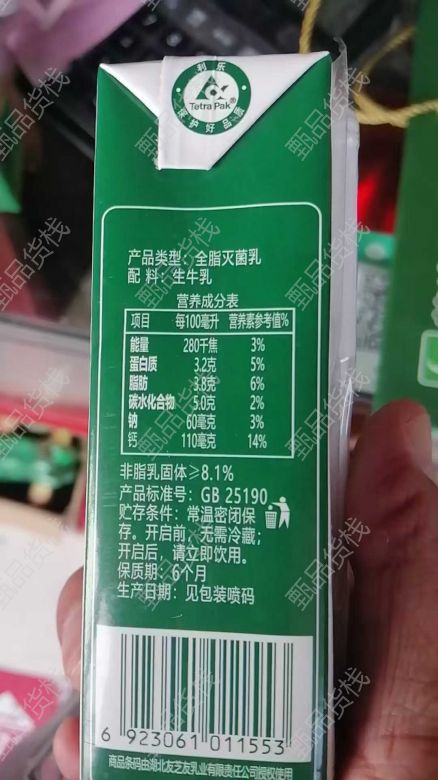 利乐
Tetra Pak®
保护好品质
产品类型：全脂灭菌乳
配 料：生牛乳
营养成分表
项目 每100毫升 营养素参考值%
能量 280千焦 3%
蛋白质 3.2克 5%
脂肪 3.8克 6%
碳水化合物 5.0克 2%
钠 60毫克 3%
钙 110毫克 14%
非脂乳固体≥8.1%
产品标准号：GB 25190
贮存条件：常温密闭保
存。开启前，无需冷藏；
开启后，请立即饮用。
保质期：6个月
生产日期：见包装喷码
6 923061 011553
商品条码由湖北友芝友乳业有限公司授权使用
甄品货栈